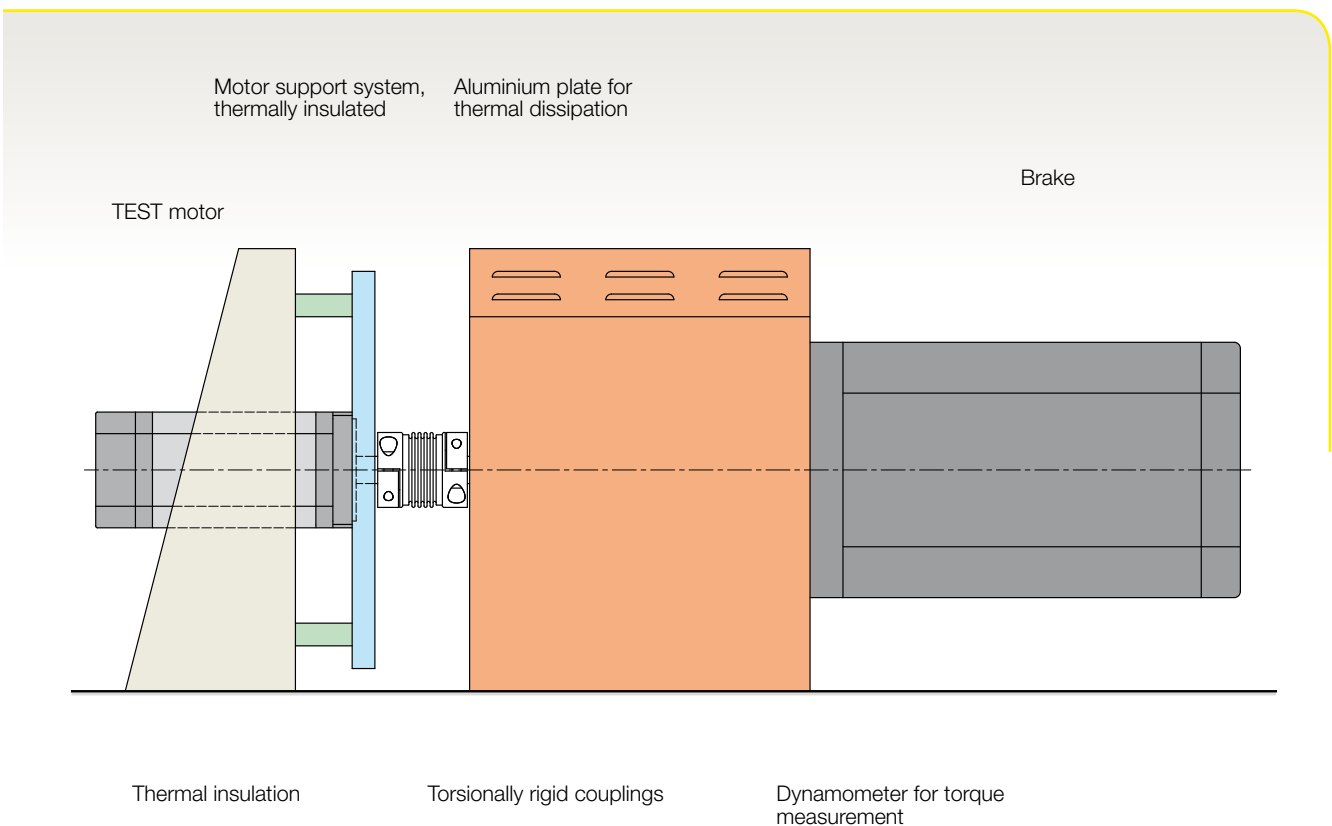 Motor support system,
thermally insulated
Aluminium plate for
thermal dissipation
Brake
TEST motor
Thermal insulation
Torsionally rigid couplings
Dynamometer for torque
measurement